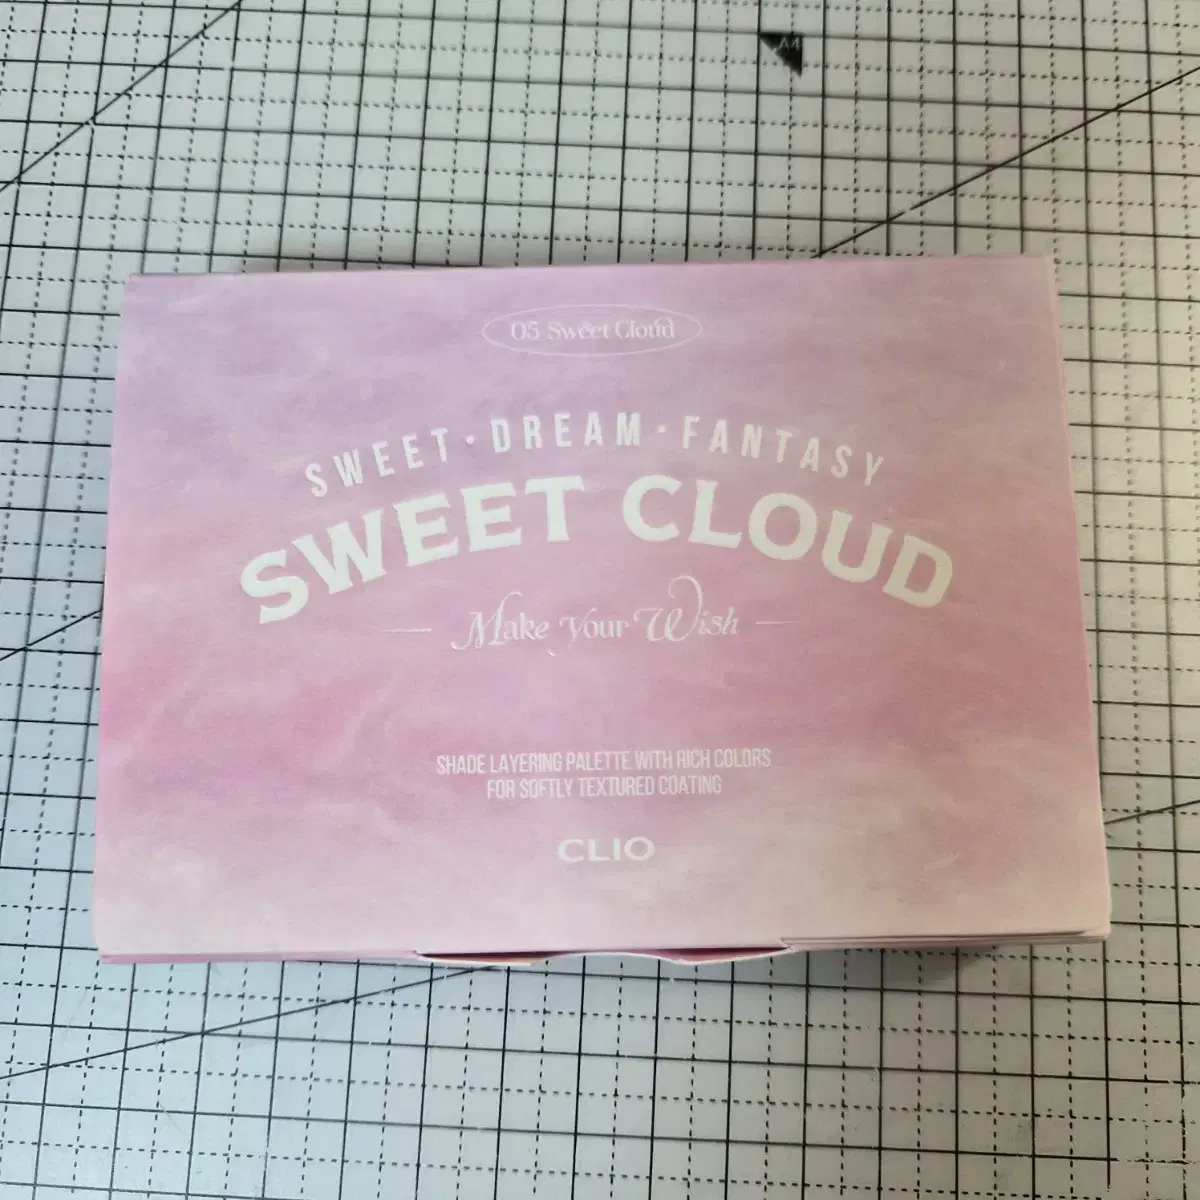 A4
05 Sweet Cloud
SWEET · DREAM · FANTASY
SWEET CLOUD
Make Your Wish
SHADE LAYERING PALETTE WITH RICH COLORS
FOR SOFTLY TEXTURED COATING
CLIO